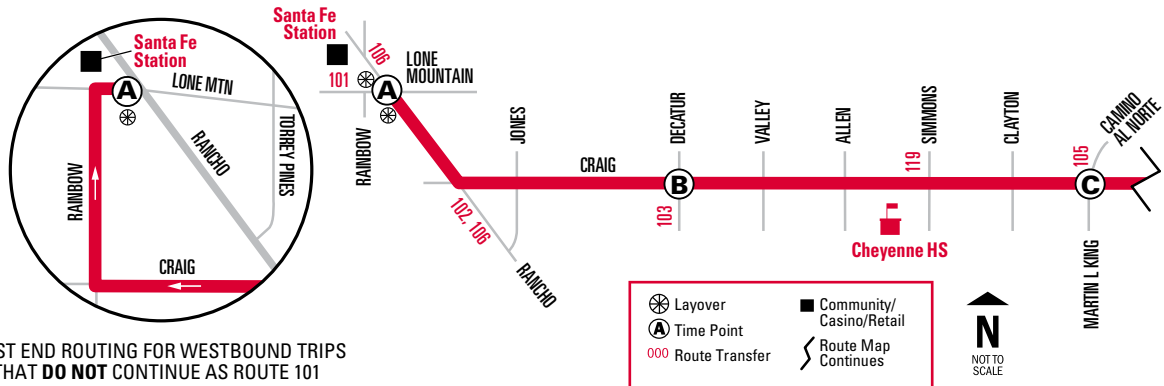 Santa Fe
Station
A
LONE MTN
RANCHO
TORREY PINES
RAINBOW
CRAIG
ST END ROUTING FOR WESTBOUND TRIPS
THAT DO NOT CONTINUE AS ROUTE 101
Santa Fe
Station
106
LONE
MOUNTAIN
101
A
RAINBOW
JONES
102, 106
RANCHO
CRAIG
DECATUR
B
103
VALLEY
ALLEN
119
SIMMONS
Cheyenne HS
CLAYTON
105
CAMINO
AL NORTE
C
MARTIN L KING
Layover
A Time Point
000 Route Transfer
Community/
Casino/Retail
Route Map
Continues
N
NOT TO
SCALE